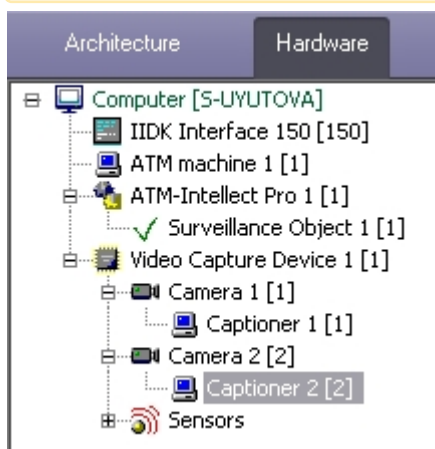 Architecture Hardware
Computer [S-UYUTOVA]
IIDK Interface 150 [150]
ATM machine 1 [1]
ATM-Intellect Pro 1 [1]
Surveillance Object 1 [1]
Video Capture Device 1 [1]
Camera 1 [1]
Captioner 1 [1]
Camera 2 [2]
Captioner 2 [2]
Sensors